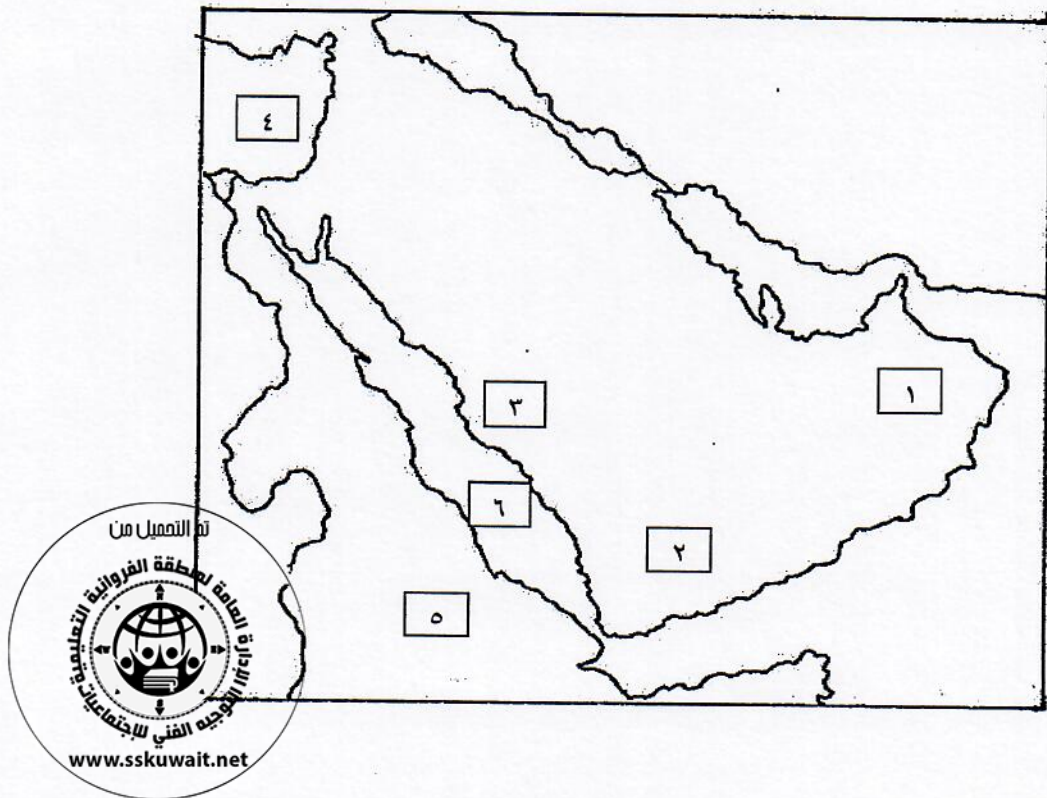 ٤
١
٣
٦
٢
٥
تم التحميل من
الإدارة العامة لمنطقة الفروانية التعليمية
التوجيه الفني للاجتماعيات
N
W
E
S
www.sskuwait.net